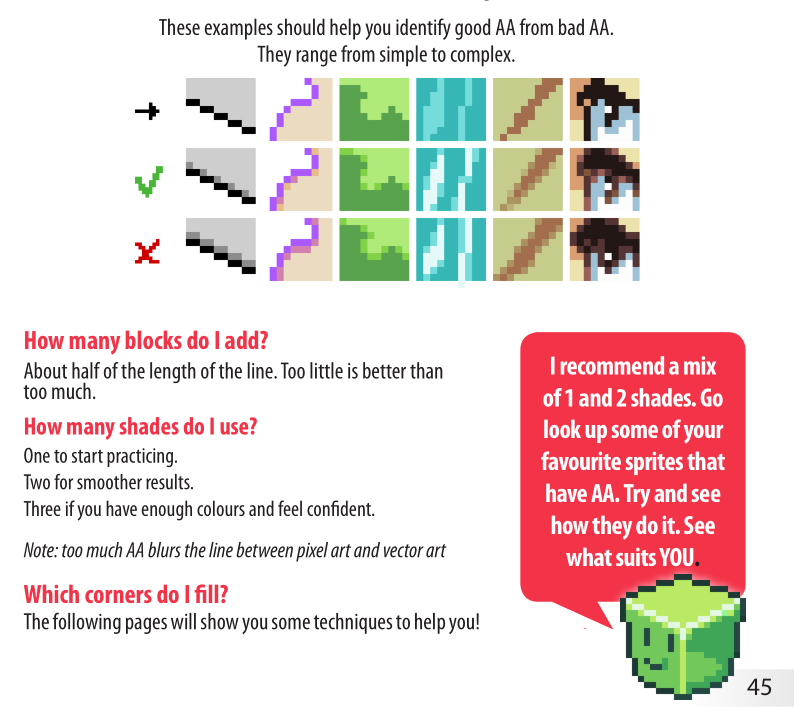 These examples should help you identify good AA from bad AA.
They range from simple to complex.
How many blocks do I add?
About half of the length of the line. Too little is better than
too much.
How many shades do I use?
One to start practicing.
Two for smoother results.
Three if you have enough colours and feel confident.
Note: too much AA blurs the line between pixel art and vector art
Which corners do I fill?
The following pages will show you some techniques to help you!
I recommend a mix
of 1 and 2 shades. Go
look up some of your
favourite sprites that
have AA. Try and see
how they do it. See
what suits YOU.
45